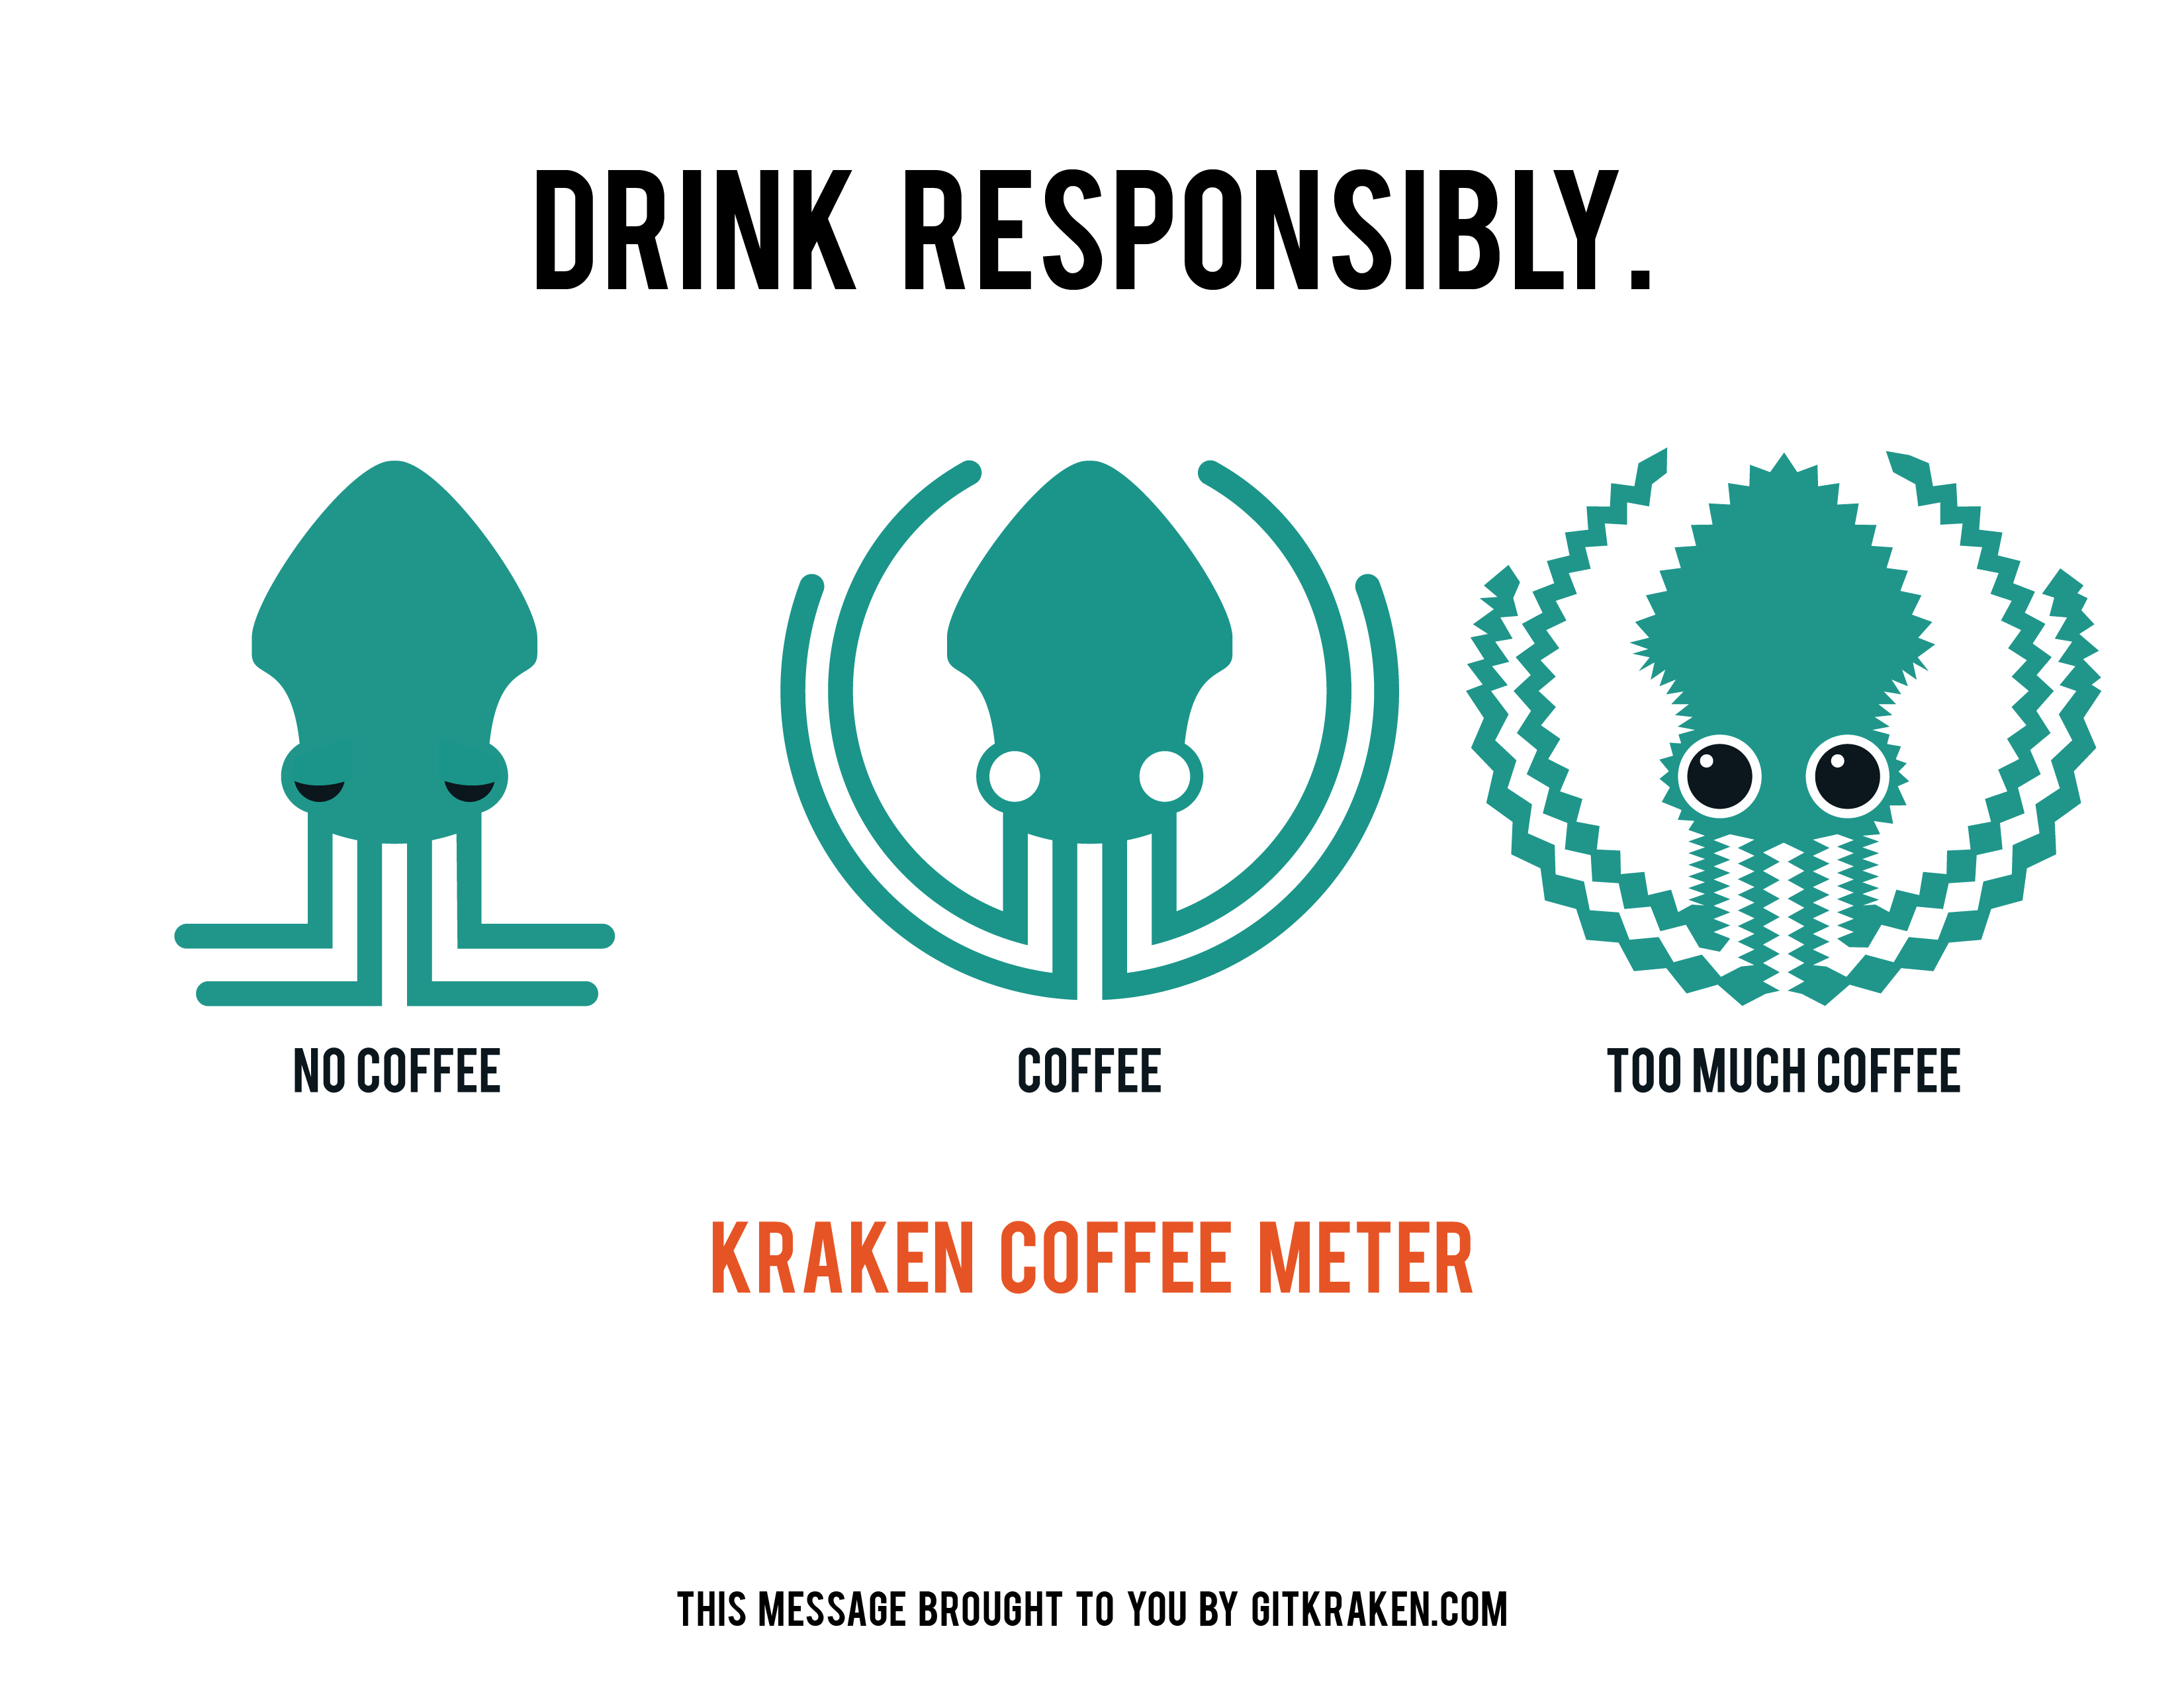 DRINK RESPONSIBLY.
NO COFFEE
COFFEE
TOO MUCH COFFEE
KRAKEN COFFEE METER
THIS MESSAGE BROUGHT TO YOU BY GITKRAKEN.COM